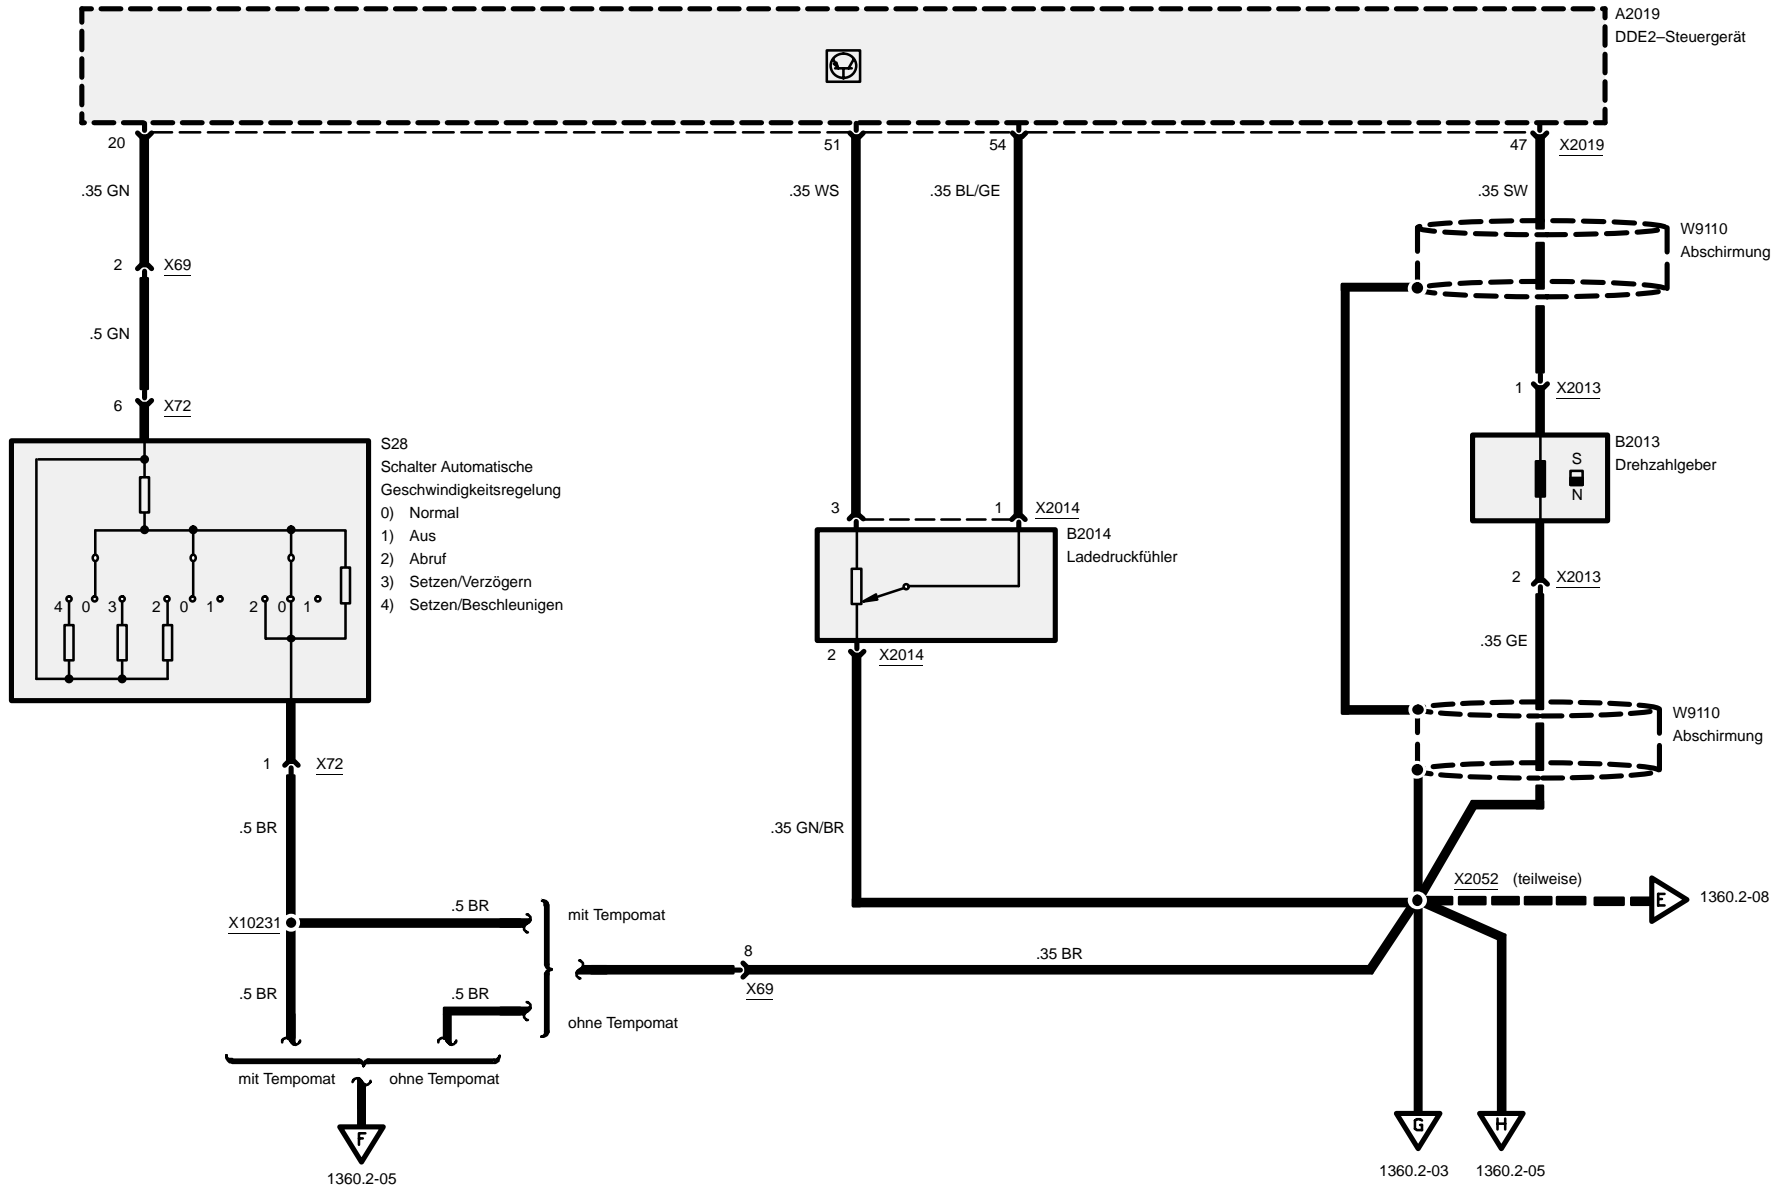 A2019
DDE2–Steuergerät
20
51
54
47
X2019
.35 GN
.35 WS
.35 BL/GE
.35 SW
W9110
Abschirmung
2
X69
.5 GN
1
X2013
6
X72
S28
Schalter Automatische
Geschwindigkeitsregelung
0) Normal
1) Aus
2) Abruf
3) Setzen/Verzögern
4) Setzen/Beschleunigen
B2013
Drehzahlgeber
S
N
3
1
X2014
B2014
Ladedruckfühler
2
X2013
4 0 3 2 0 1 2 0 1
.35 GE
2
X2014
W9110
Abschirmung
1
X72
.5 BR
.35 GN/BR
X2052 (teilweise)
E
1360.2-08
.5 BR
mit Tempomat
X10231
8
.35 BR
X69
.5 BR
.5 BR
ohne Tempomat
mit Tempomat
ohne Tempomat
F
G
H
1360.2-05
1360.2-03
1360.2-05